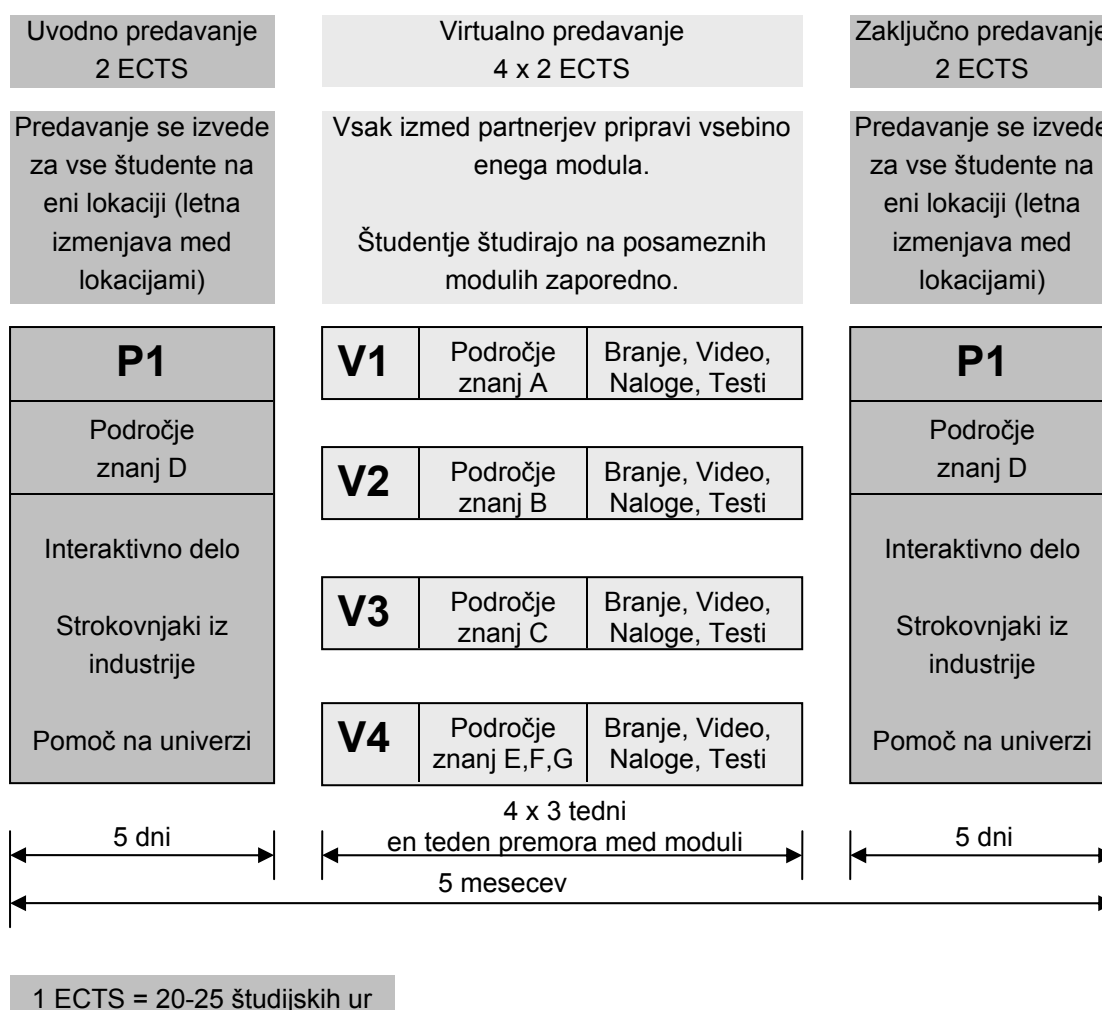 Uvodno predavanje
2 ECTS
Predavanje se izvede
za vse študente na
eni lokaciji (letna
izmenjava med
lokacijami)
P1
Področje
znanj D
Interaktivno delo
Strokovnjaki iz
industrije
Pomoč na univerzi
5 dni
Virtualno predavanje
4 x 2 ECTS
Vsak izmed partnerjev pripravi vsebino
enega modula.
Študentje študirajo na posameznih
modulih zaporedno.
V1
Področje
znanj A
Branje, Video,
Naloge, Testi
V2
Področje
znanj B
Branje, Video,
Naloge, Testi
V3
Področje
znanj C
Branje, Video,
Naloge, Testi
V4
Področje
znanj E,F,G
Branje, Video,
Naloge, Testi
4 x 3 tedni
en teden premora med moduli
Zaključno predavanje
2 ECTS
Predavanje se izvede
za vse študente na
eni lokaciji (letna
izmenjava med
lokacijami)
P1
Področje
znanj D
Interaktivno delo
Strokovnjaki iz
industrije
Pomoč na univerzi
5 dni
5 mesecev
1 ECTS = 20-25 študijskih ur